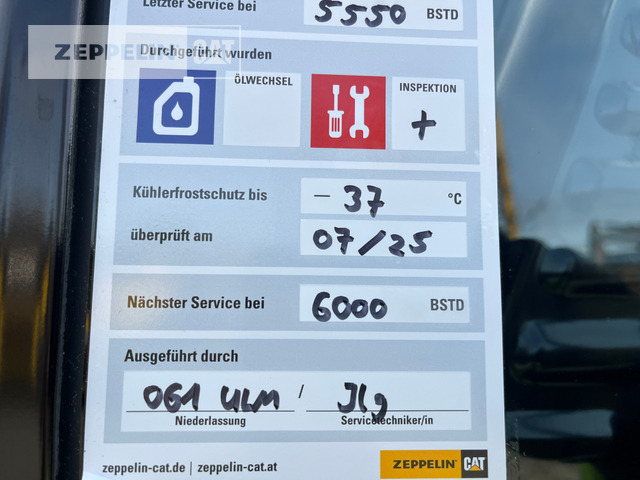 Letzter Service bei 5550 BSTD
ZEPPELIN CAT
Durchgeführt wurden
ÖLWECHSEL INSPEKTION
+
Kühlerfrostschutz bis – 37 °C
überprüft am 07/25
Nächster Service bei 6000 BSTD
Ausgeführt durch
061 ULM / Jlg
Niederlassung Servicetechniker/in
zeppelin-cat.de | zeppelin-cat.at ZEPPELIN CAT